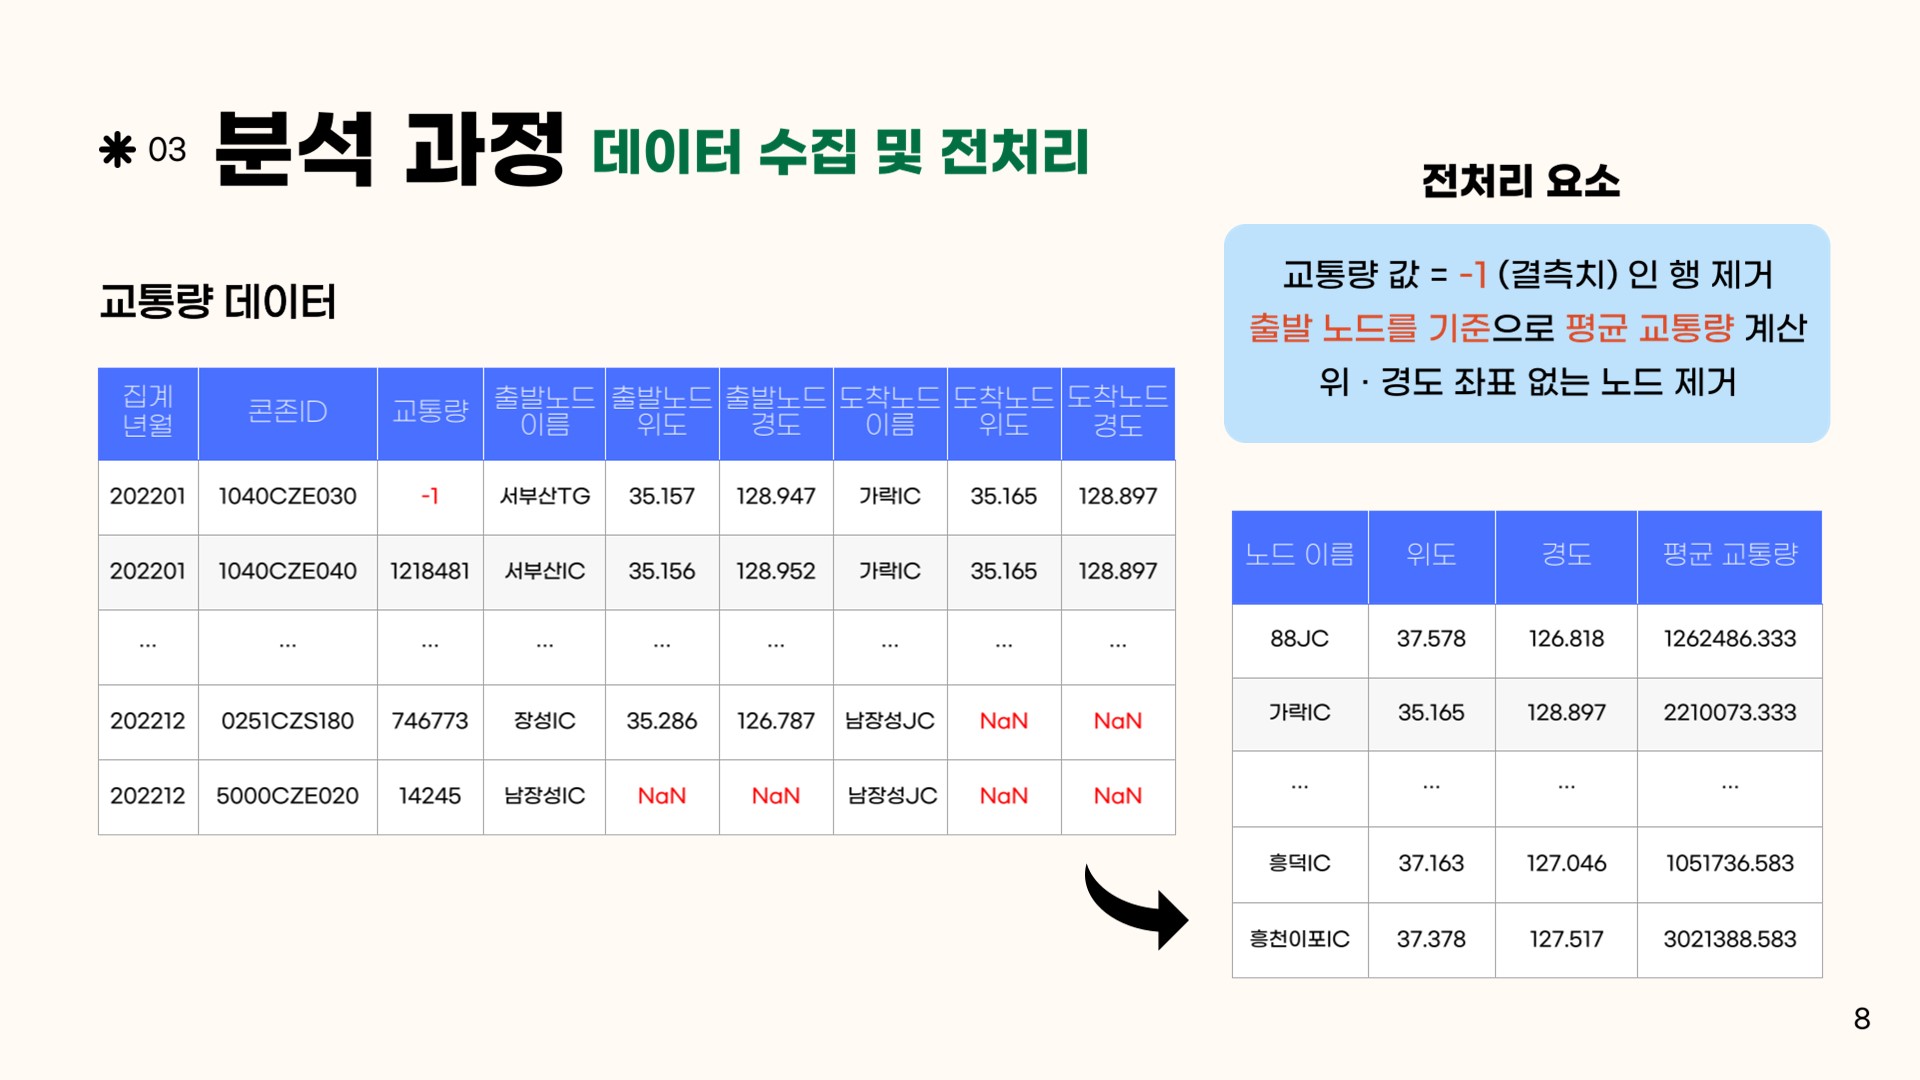 03 분석 과정 데이터 수집 및 전처리
교통량 데이터
집계 년월 콘존ID 교통량 출발노드 이름 출발노드 위도 출발노드 경도 도착노드 이름 도착노드 위도 도착노드 경도
202201 1040CZE030 -1 서부산TG 35.157 128.947 가락IC 35.165 128.897
202201 1040CZE040 1218481 서부산IC 35.156 128.952 가락IC 35.165 128.897
... ... ... ... ... ... ... ... ...
202212 0251CZS180 746773 장성IC 35.286 126.787 남장성JC NaN NaN
202212 5000CZE020 14245 남장성IC NaN NaN 남장성JC NaN NaN
전처리 요소
교통량 값 = -1 (결측치) 인 행 제거
출발 노드를 기준으로 평균 교통량 계산
위 · 경도 좌표 없는 노드 제거
노드 이름 위도 경도 평균 교통량
88JC 37.578 126.818 1262486.333
가락IC 35.165 128.897 2210073.333
... ... ... ...
흥덕IC 37.163 127.046 1051736.583
흥천이포IC 37.378 127.517 3021388.583
8